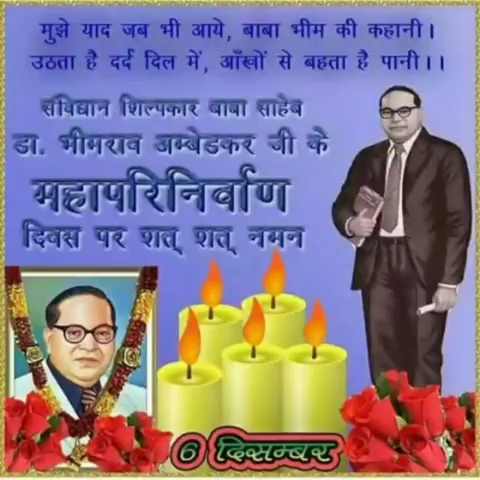 मुझे याद जब भी आये, बाबा भीम की कहानी।
उठता है दर्द दिल में, आँखों से बहता है पानी।।
संविधान शिल्पकार बाबा साहेब
डा. भीमराव अम्बेडकर जी के
महापरिनिर्वाण
दिवस पर शत् शत् नमन
6 दिसम्बर